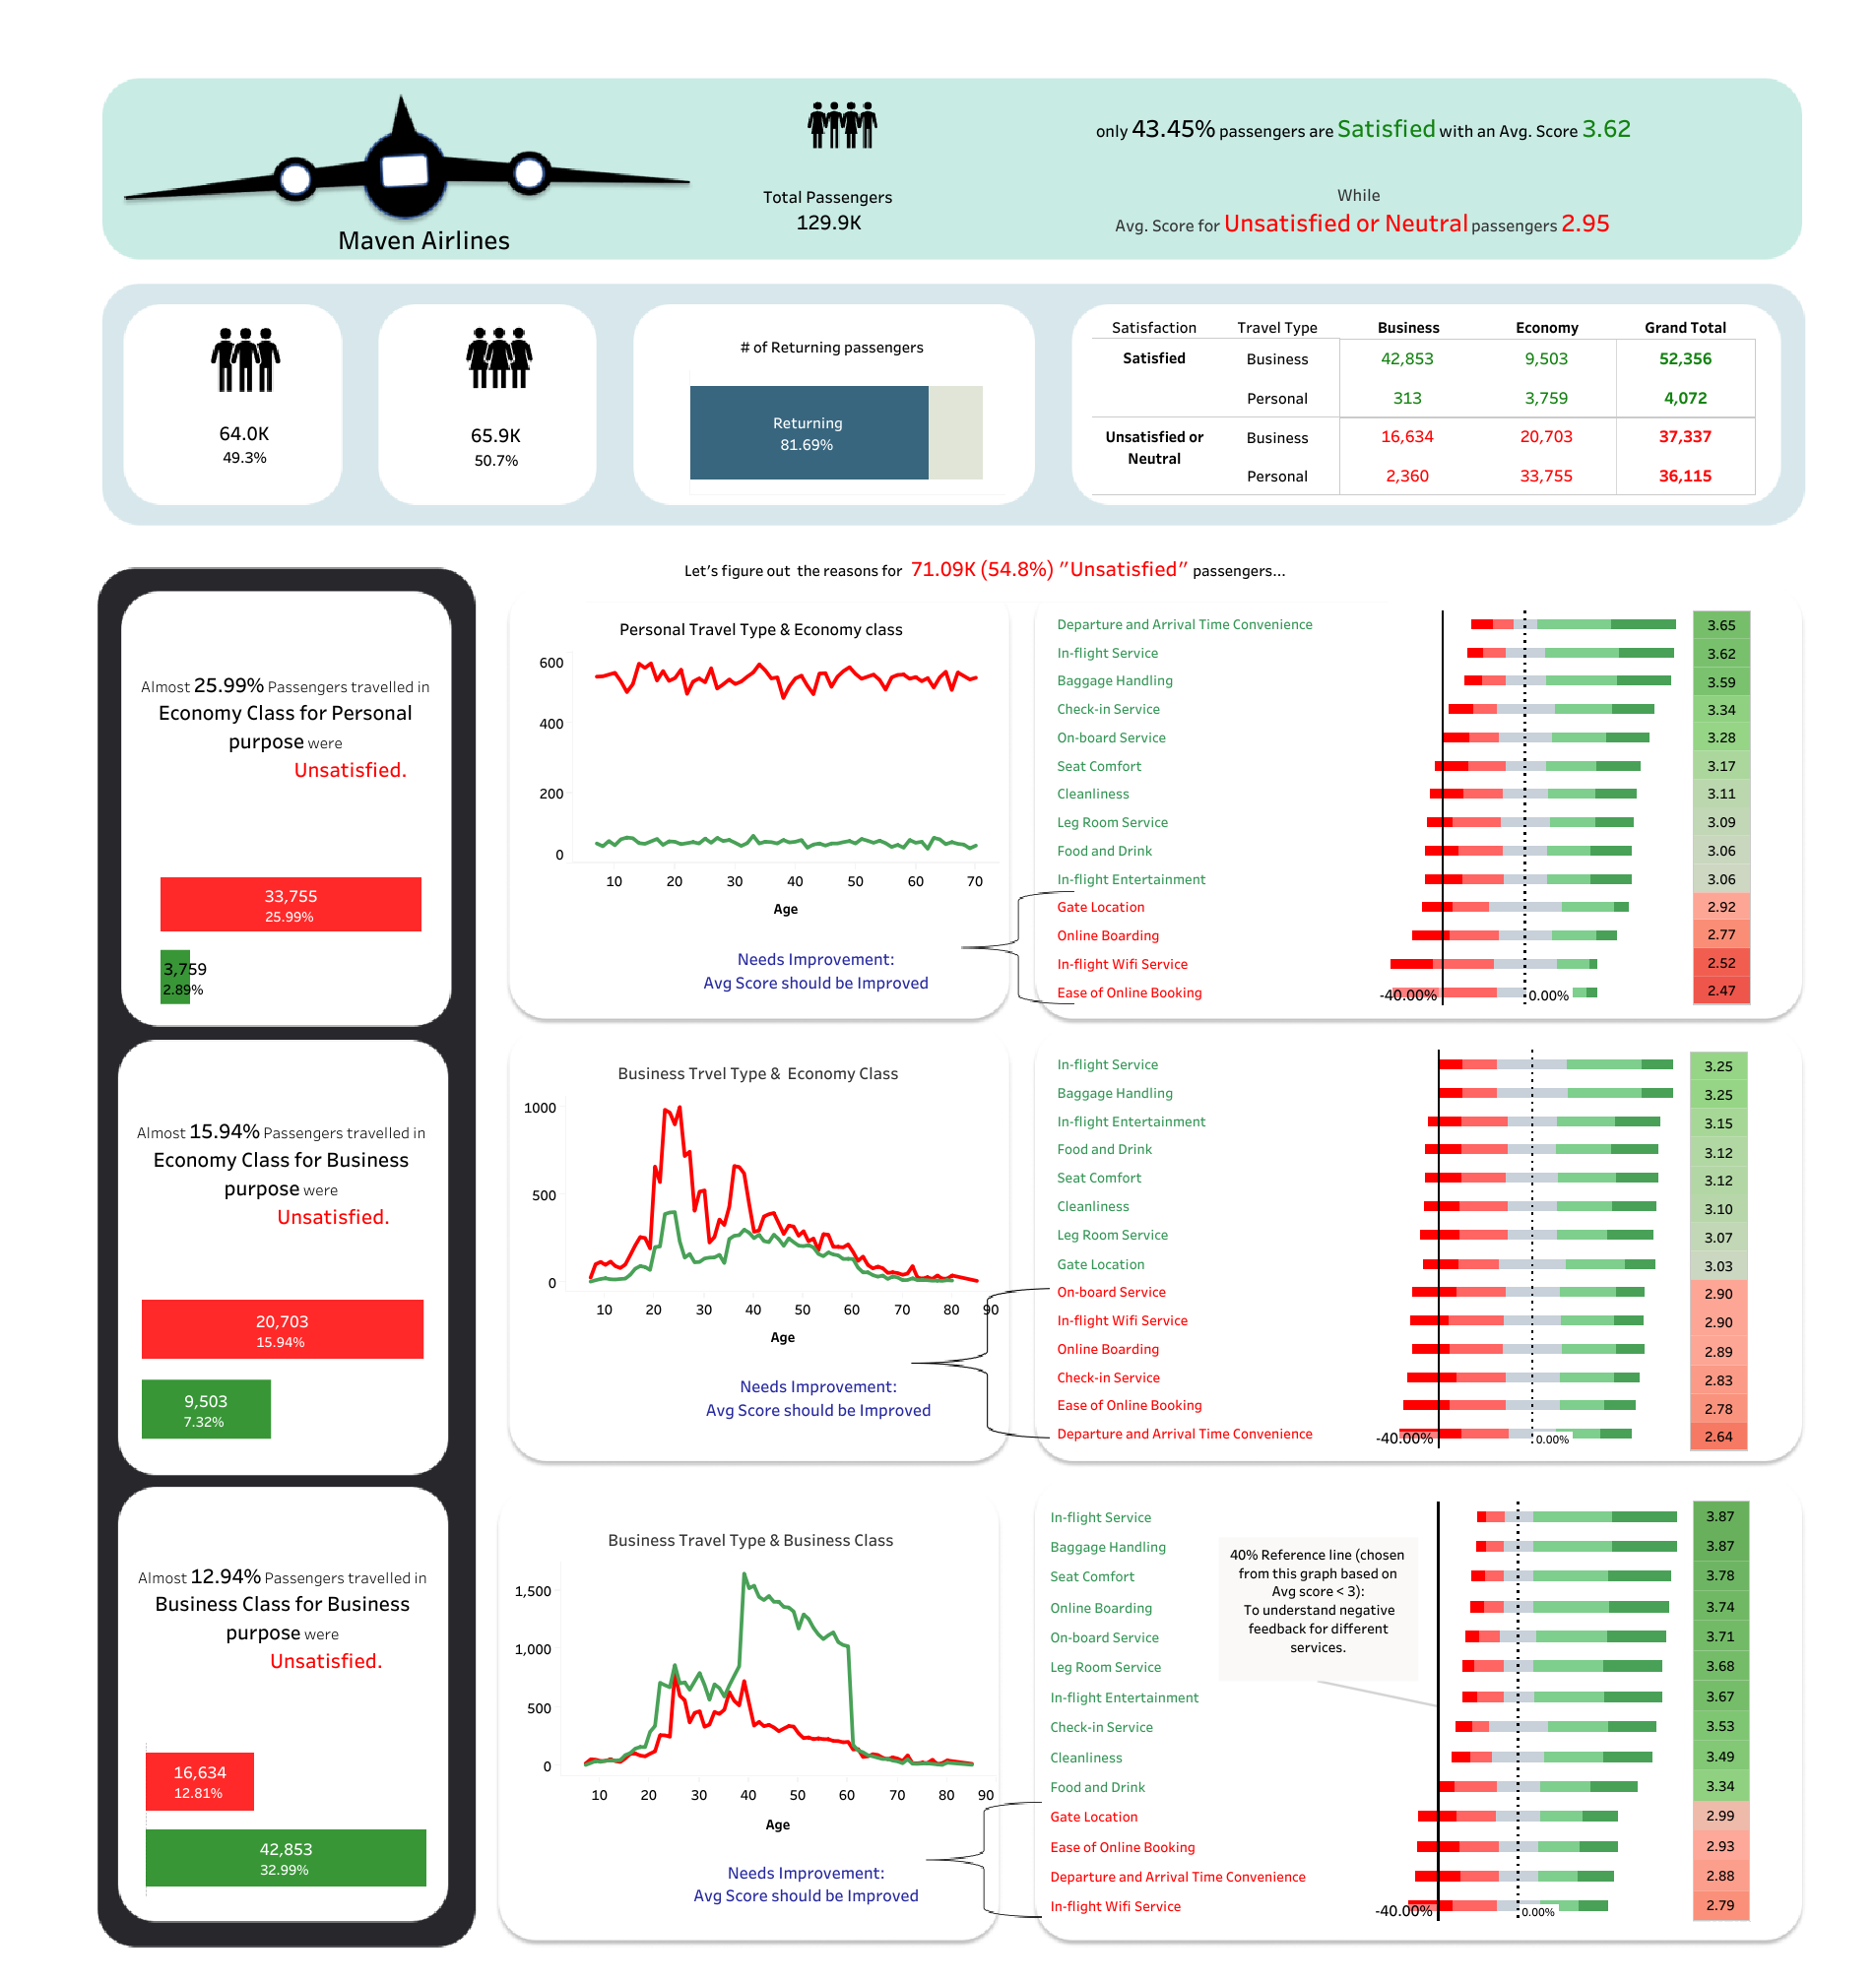 Maven Airlines
Total Passengers
129.9K
only 43.45% passengers are Satisfied with an Avg. Score 3.62
While
Avg. Score for Unsatisfied or Neutral passengers 2.95
64.0K
49.3%
65.9K
50.7%
# of Returning passengers
Returning
81.69%
Satisfaction Travel Type Business Economy Grand Total
Satisfied Business 42,853 9,503 52,356
Personal 313 3,759 4,072
Unsatisfied or Neutral Business 16,634 20,703 37,337
Personal 2,360 33,755 36,115
Let's figure out the reasons for 71.09K (54.8%) "Unsatisfied" passengers...
Almost 25.99% Passengers travelled in
Economy Class for Personal
purpose were
Unsatisfied.
33,755
25.99%
3,759
2.89%
Personal Travel Type & Economy class
600
400
200
0
10 20 30 40 50 60 70
Age
Needs Improvement:
Avg Score should be Improved
Departure and Arrival Time Convenience 3.65
In-flight Service 3.62
Baggage Handling 3.59
Check-in Service 3.34
On-board Service 3.28
Seat Comfort 3.17
Cleanliness 3.11
Leg Room Service 3.09
Food and Drink 3.06
In-flight Entertainment 3.06
Gate Location 2.92
Online Boarding 2.77
In-flight Wifi Service 2.52
Ease of Online Booking -40.00% 0.00% 2.47
Almost 15.94% Passengers travelled in
Economy Class for Business
purpose were
Unsatisfied.
20,703
15.94%
9,503
7.32%
Business Trvel Type & Economy Class
1000
500
0
10 20 30 40 50 60 70 80 90
Age
Needs Improvement:
Avg Score should be Improved
In-flight Service 3.25
Baggage Handling 3.25
In-flight Entertainment 3.15
Food and Drink 3.12
Seat Comfort 3.12
Cleanliness 3.10
Leg Room Service 3.07
Gate Location 3.03
On-board Service 2.90
In-flight Wifi Service 2.90
Online Boarding 2.89
Check-in Service 2.83
Ease of Online Booking 2.78
Departure and Arrival Time Convenience -40.00% 0.00% 2.64
Almost 12.94% Passengers travelled in
Business Class for Business
purpose were
Unsatisfied.
16,634
12.81%
42,853
32.99%
Business Travel Type & Business Class
1,500
1,000
500
0
10 20 30 40 50 60 70 80 90
Age
Needs Improvement:
Avg Score should be Improved
40% Reference line (chosen
from this graph based on
Avg score < 3):
To understand negative
feedback for different
services.
In-flight Service 3.87
Baggage Handling 3.87
Seat Comfort 3.78
Online Boarding 3.74
On-board Service 3.71
Leg Room Service 3.68
In-flight Entertainment 3.67
Check-in Service 3.53
Cleanliness 3.49
Food and Drink 3.34
Gate Location 2.99
Ease of Online Booking 2.93
Departure and Arrival Time Convenience 2.88
In-flight Wifi Service -40.00% 0.00% 2.79